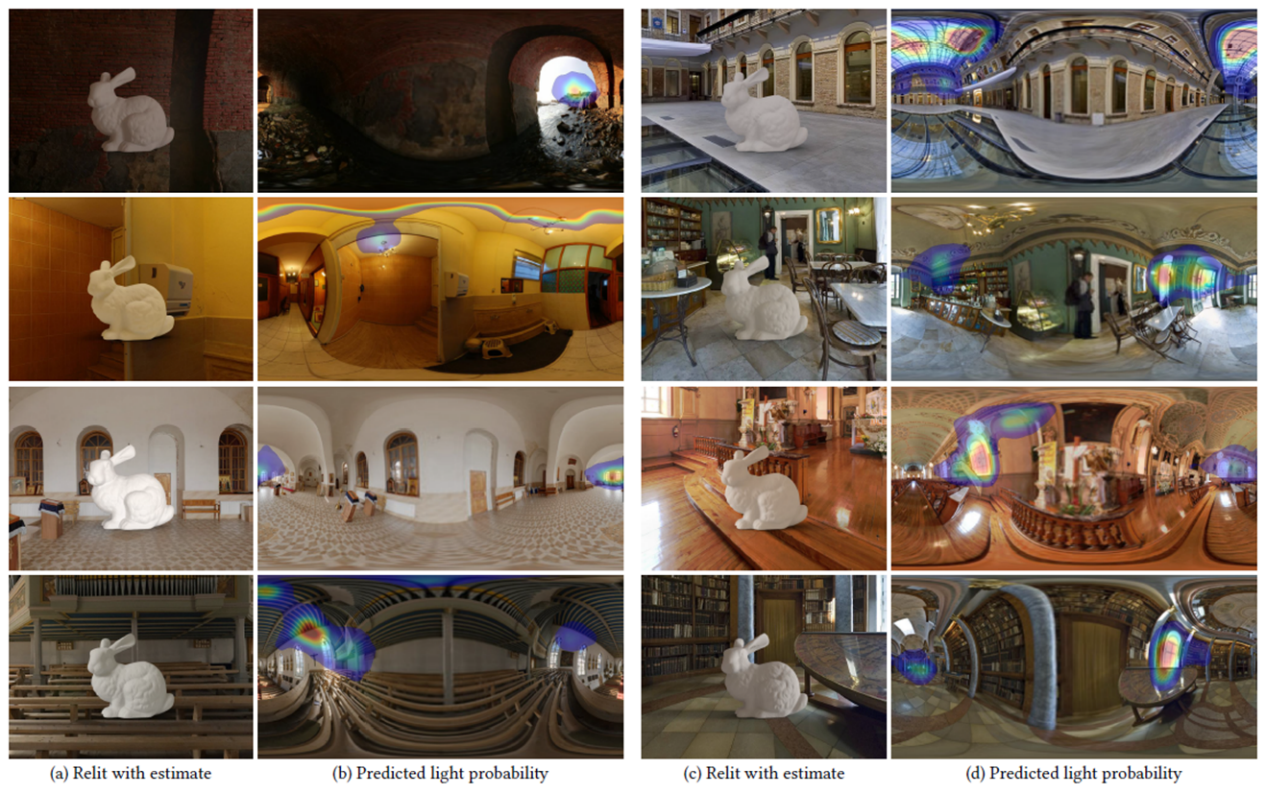 (a) Relit with estimate
(b) Predicted light probability
(c) Relit with estimate
(d) Predicted light probability